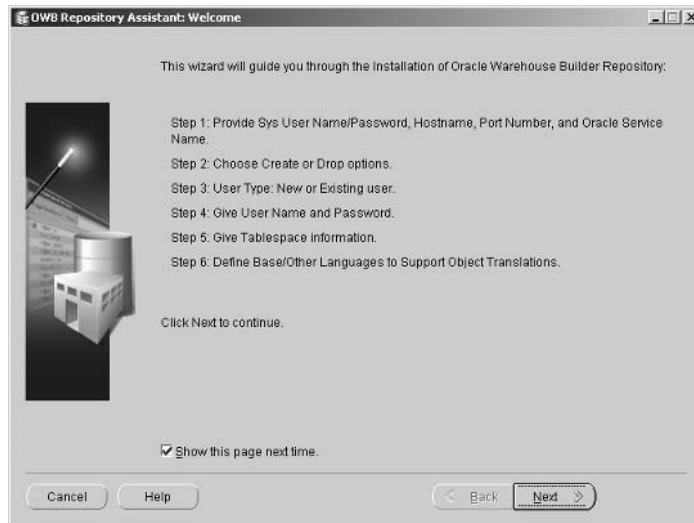 OWB Repository Assistant: Welcome
This wizard will guide you through the Installation of Oracle Warehouse Builder Repository:
Step 1: Provide Sys User Name/Password, Hostname, Port Number, and Oracle Service
Name.
Step 2: Choose Create or Drop options.
Step 3: User Type: New or Existing user.
Step 4: Give User Name and Password.
Step 5: Give Tablespace information.
Step 6: Define Base/Other Languages to Support Object Translations.
Click Next to continue.
Show this page next time.
Cancel Help Back Next